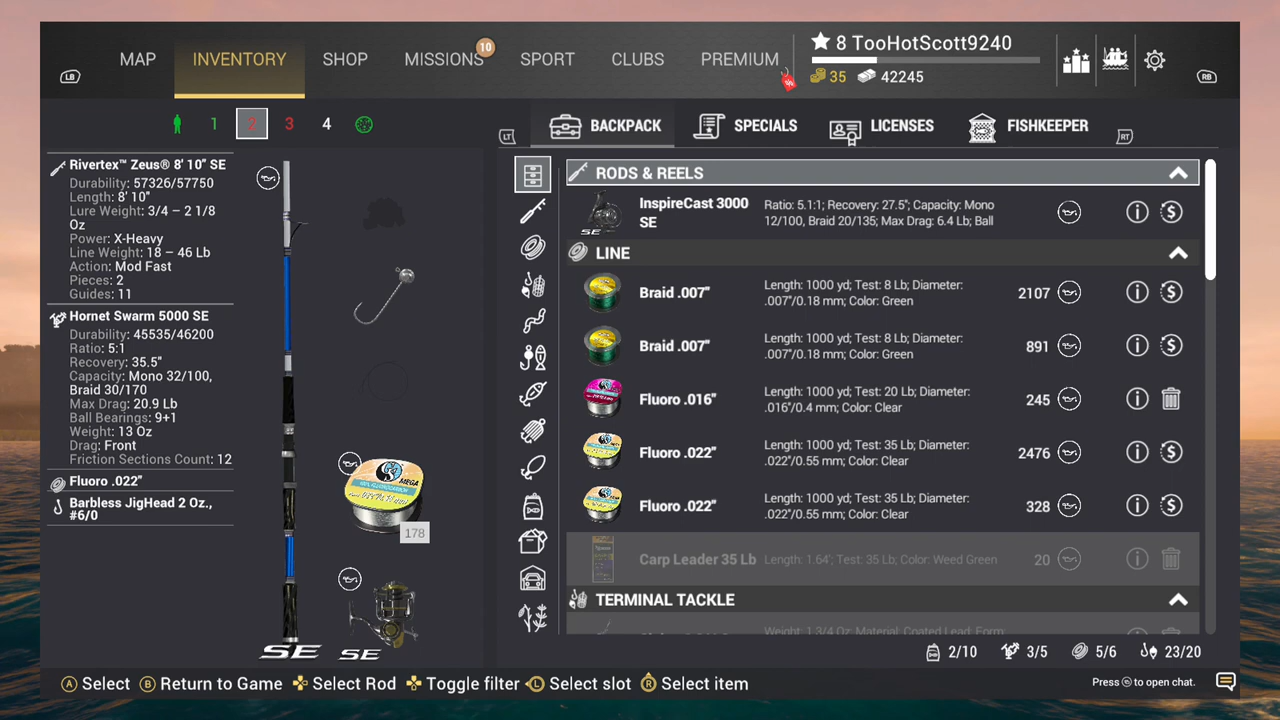 MAP
INVENTORY
SHOP
MISSIONS
10
SPORT
CLUBS
PREMIUM
8 TooHotScott9240
35
42245
LB
RB
1
2
3
4
LT
BACKPACK
SPECIALS
LICENSES
FISHKEEPER
RT
Rivertex™ Zeus® 8' 10" SE
Durability: 57326/57750
Length: 8' 10"
Lure Weight: 3/4 – 2 1/8
Oz
Power: X-Heavy
Line Weight: 18 – 46 Lb
Action: Mod Fast
Pieces: 2
Guides: 11
Hornet Swarm 5000 SE
Durability: 45535/46200
Ratio: 5:1
Recovery: 35.5"
Capacity: Mono 32/100,
Braid 30/170
Max Drag: 20.9 Lb
Ball Bearings: 9+1
Weight: 13 Oz
Drag: Front
Friction Sections Count: 12
Fluoro .022"
Barbless JigHead 2 Oz.,
#6/0
MEGA
178
SE
SE
RODS & REELS
InspireCast 3000
SE
Ratio: 5.1:1; Recovery: 27.5"; Capacity: Mono
12/100, Braid 20/135; Max Drag: 6.4 Lb; Ball
SE
LINE
Braid .007"
Length: 1000 yd; Test: 8 Lb; Diameter:
.007"/0.18 mm; Color: Green
2107
Braid .007"
Length: 1000 yd; Test: 8 Lb; Diameter:
.007"/0.18 mm; Color: Green
891
Fluoro .016"
Length: 1000 yd; Test: 20 Lb; Diameter:
.016"/0.4 mm; Color: Clear
245
Fluoro .022"
Length: 1000 yd; Test: 35 Lb; Diameter:
.022"/0.55 mm; Color: Clear
2476
Fluoro .022"
Length: 1000 yd; Test: 35 Lb; Diameter:
.022"/0.55 mm; Color: Clear
328
Carp Leader 35 Lb
Length: 1.64'; Test: 35 Lb; Color: Weed Green
20
TERMINAL TACKLE
Weight: 1 3/4 Oz; Material: Coated Lead; Form
2/10
3/5
5/6
23/20
A Select
B Return to Game
Select Rod
Toggle filter
L Select slot
R Select item
Press to open chat.